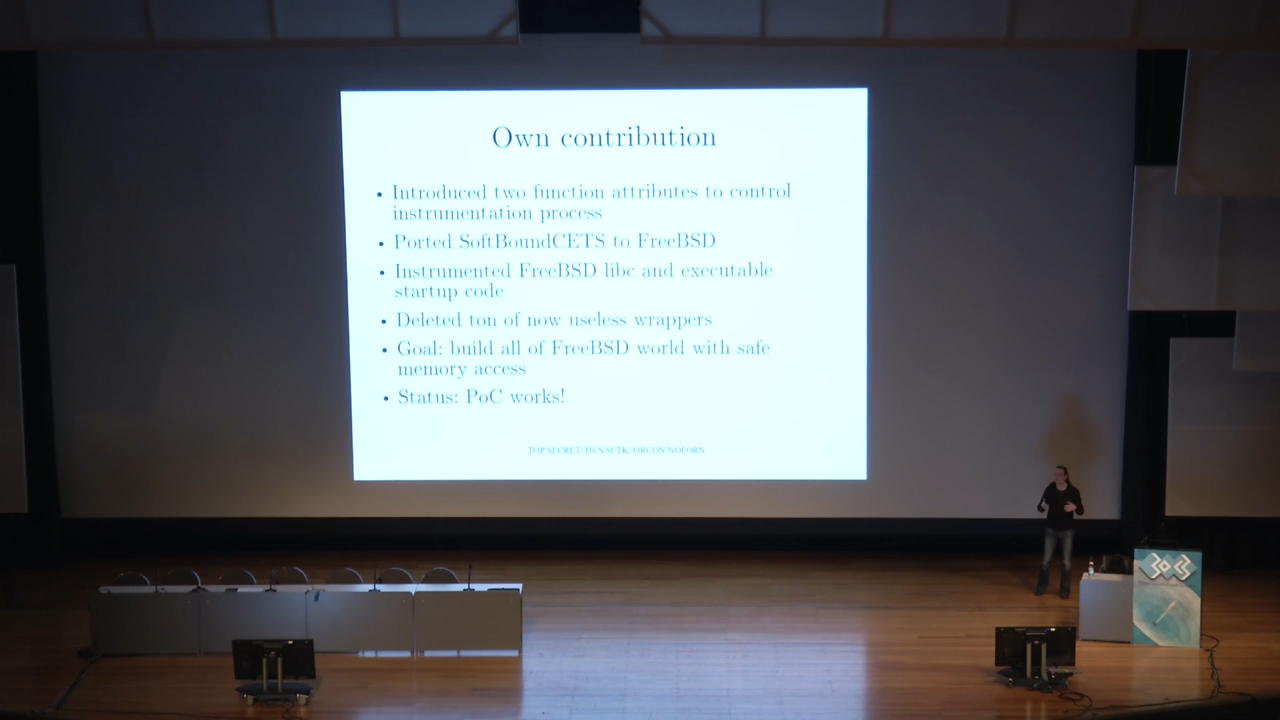 Own contribution
• Introduced two function attributes to control
instrumentation process
• Ported SoftBoundCETS to FreeBSD
• Instrumented FreeBSD libc and executable
startup code
• Deleted ton of now useless wrappers
• Goal: build all of FreeBSD world with safe
memory access
• Status: PoC works!
TOP SECRET//HCS/SI/TK//ORCON/NOFORN
30C3